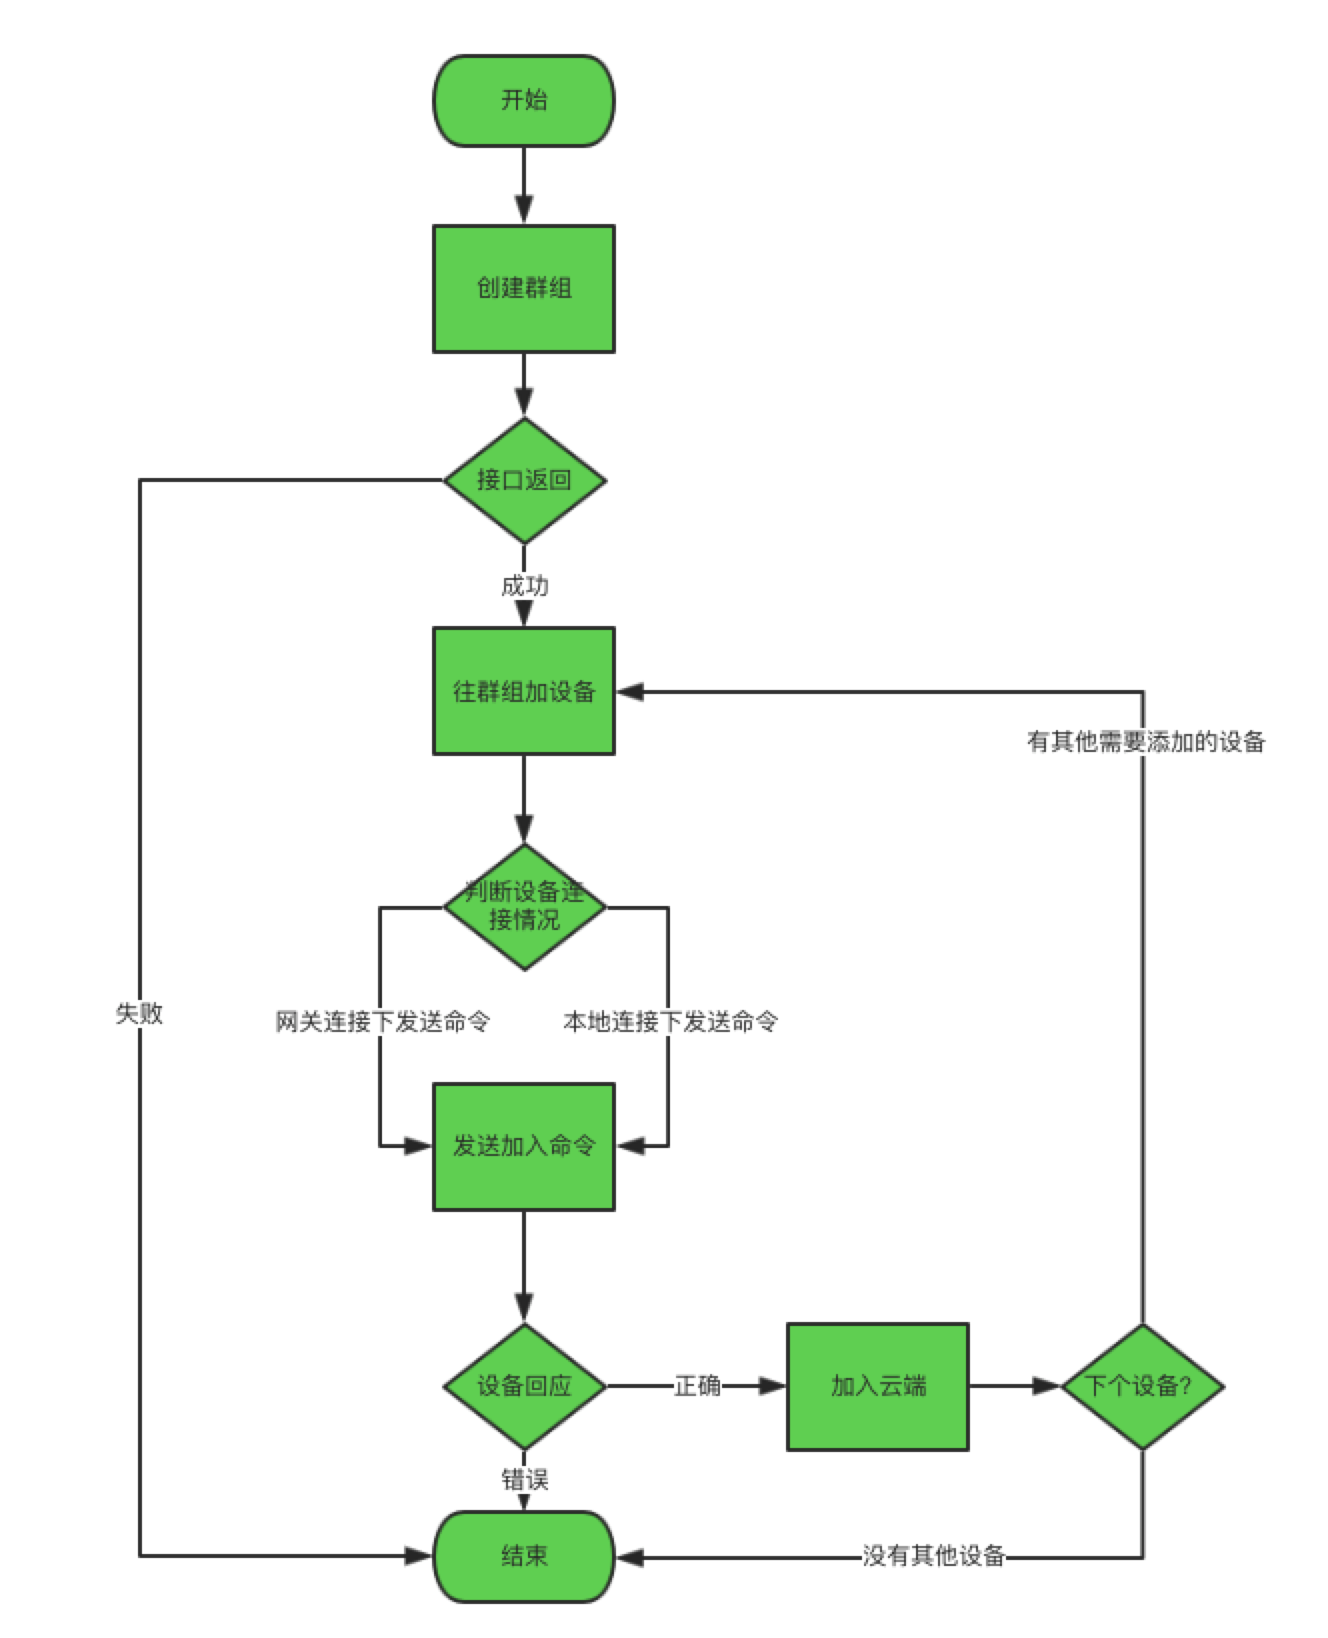 开始
创建群组
接口返回
成功
往群组加设备
有其他需要添加的设备
判断设备连
接情况
失败
网关连接下发送命令
本地连接下发送命令
发送加入命令
设备回应
正确
加入云端
下个设备?
错误
结束
没有其他设备